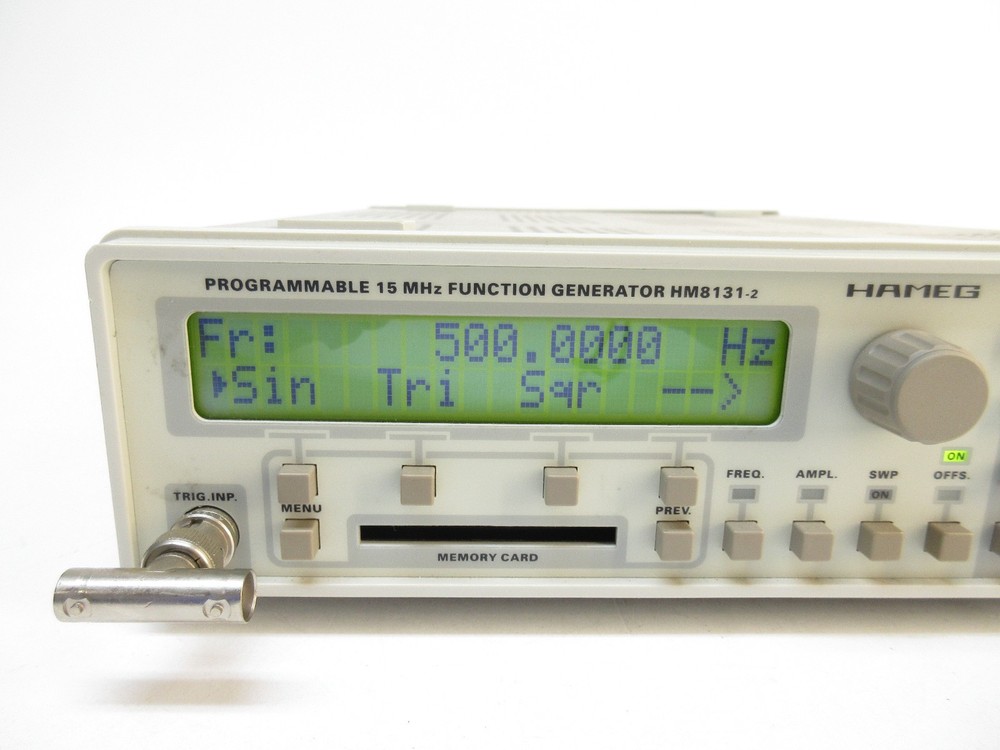 PROGRAMMABLE 15 MHz FUNCTION GENERATOR HM8131-2
HAMEG
Fr: 500.0000 Hz
Sin Tri Sqr -->
ON
FREQ. AMPL. SWP OFFS.
ON
TRIG.INP.
MENU
PREV.
MEMORY CARD